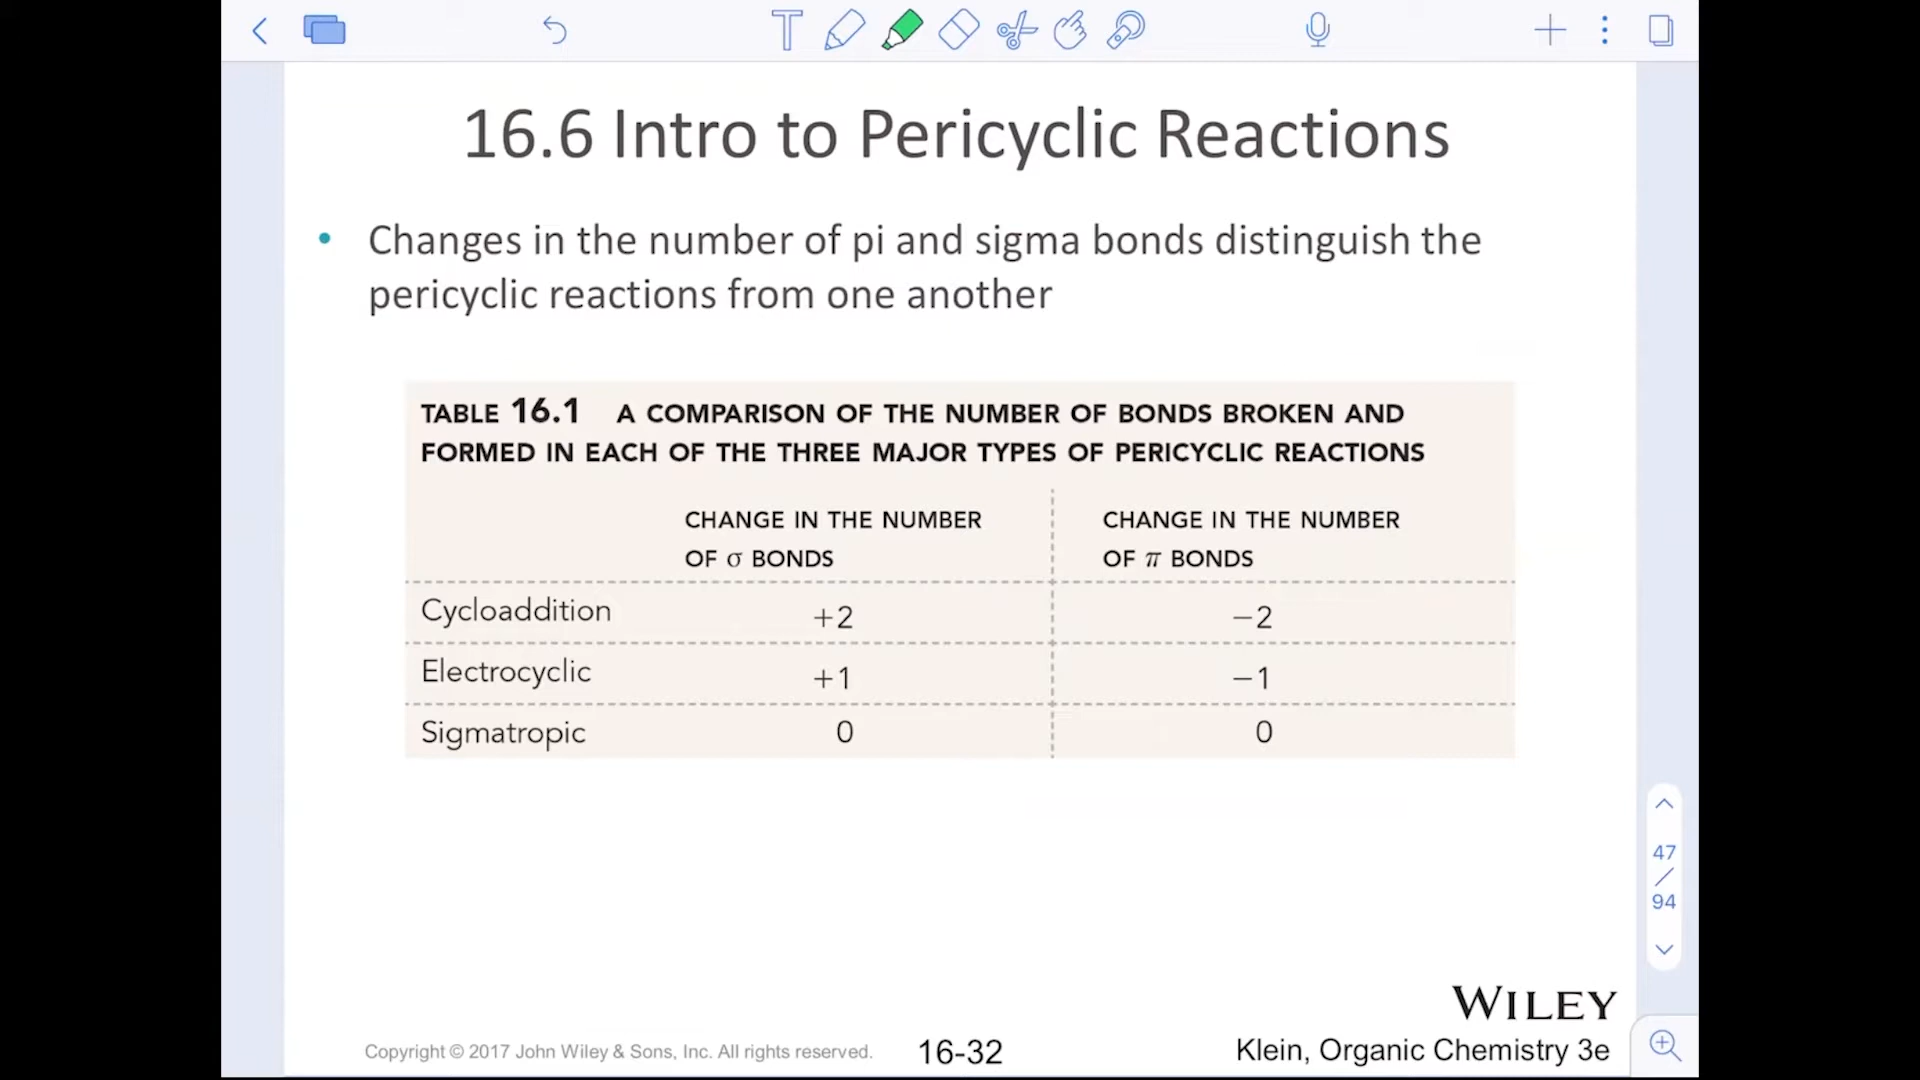 16.6 Intro to Pericyclic Reactions
• Changes in the number of pi and sigma bonds distinguish the
pericyclic reactions from one another
TABLE 16.1 A COMPARISON OF THE NUMBER OF BONDS BROKEN AND
FORMED IN EACH OF THE THREE MAJOR TYPES OF PERICYCLIC REACTIONS
CHANGE IN THE NUMBER
OF σ BONDS
CHANGE IN THE NUMBER
OF π BONDS
Cycloaddition +2 −2
Electrocyclic +1 −1
Sigmatropic 0 0
47
/
94
WILEY
Copyright © 2017 John Wiley & Sons, Inc. All rights reserved. 16-32 Klein, Organic Chemistry 3e